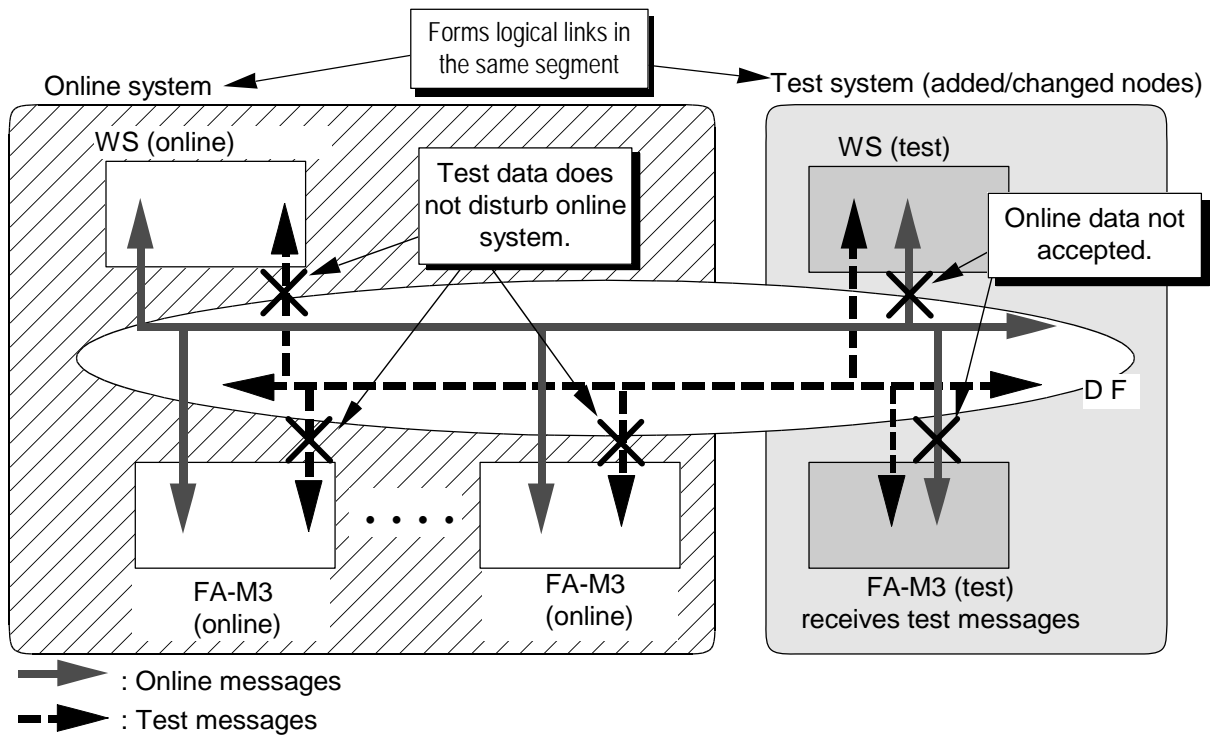 Forms logical links in
the same segment
Online system
Test system (added/changed nodes)
WS (online)
WS (test)
Test data does
not disturb online
system.
Online data not
accepted.
D F
. . . .
FA-M3
(online)
FA-M3
(online)
FA-M3 (test)
receives test messages
: Online messages
: Test messages